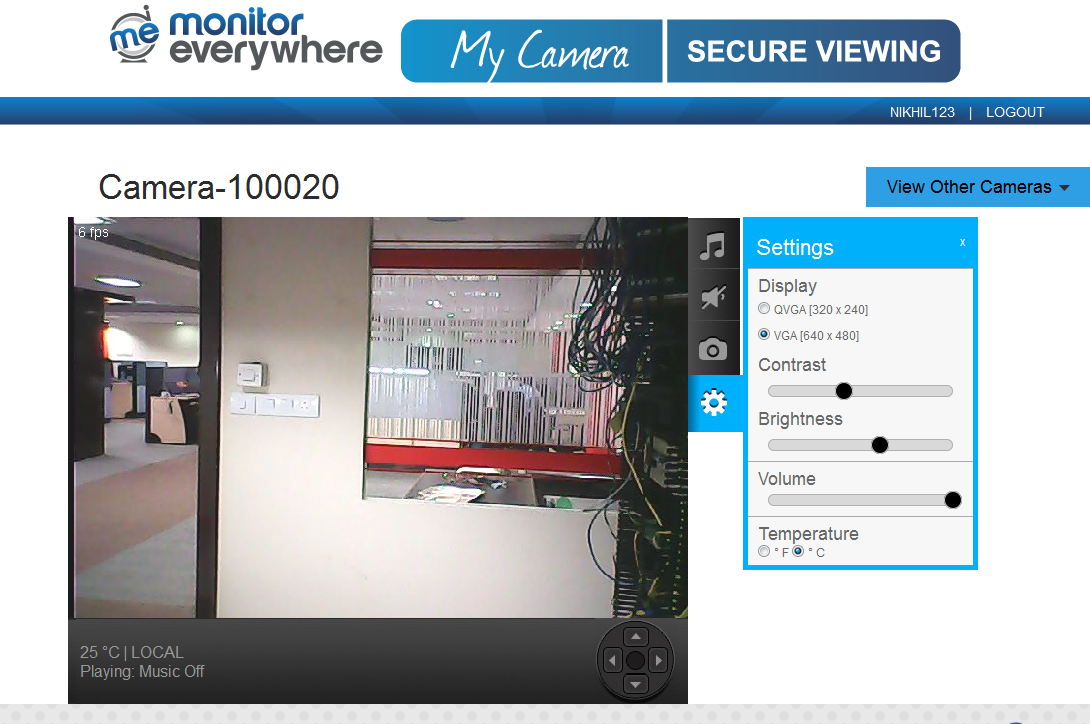 me monitor
everywhere
My Camera
SECURE VIEWING
NIKHIL123 | LOGOUT
Camera-100020
View Other Cameras
6 fps
Settings
x
Display
QVGA [320 x 240]
VGA [640 x 480]
Contrast
Brightness
Volume
Temperature
° F ° C
25 °C | LOCAL
Playing: Music Off